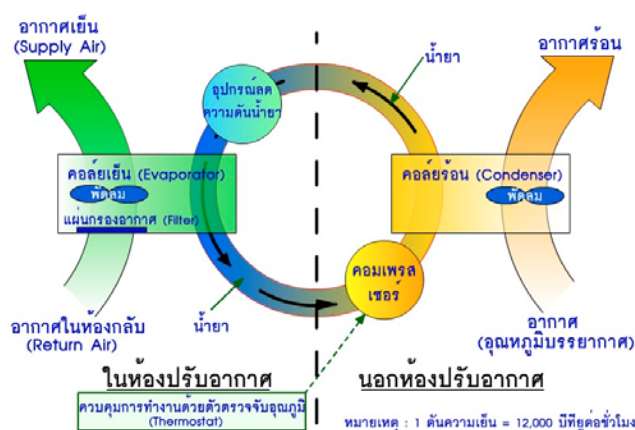 อากาศเย็น
(Supply Air)
อากาศร้อน
น้ำยา
อุปกรณ์ลด
ความดันน้ำยา
คอล์ยเย็น (Evaporator)
พัดลม
แผ่นกรองอากาศ (Filter)
คอล์ยร้อน (Condenser)
พัดลม
คอมเพรส
เซอร์
น้ำยา
อากาศในห้องกลับ
(Return Air)
อากาศ
(อุณหภูมิบรรยากาศ)
ในห้องปรับอากาศ
นอกห้องปรับอากาศ
ควบคุมการทำงานด้วยตัวตรวจจับอุณภูมิ
(Thermostat)
หมายเหตุ : 1 ตันความเย็น = 12,000 บีทียูต่อชั่วโมง